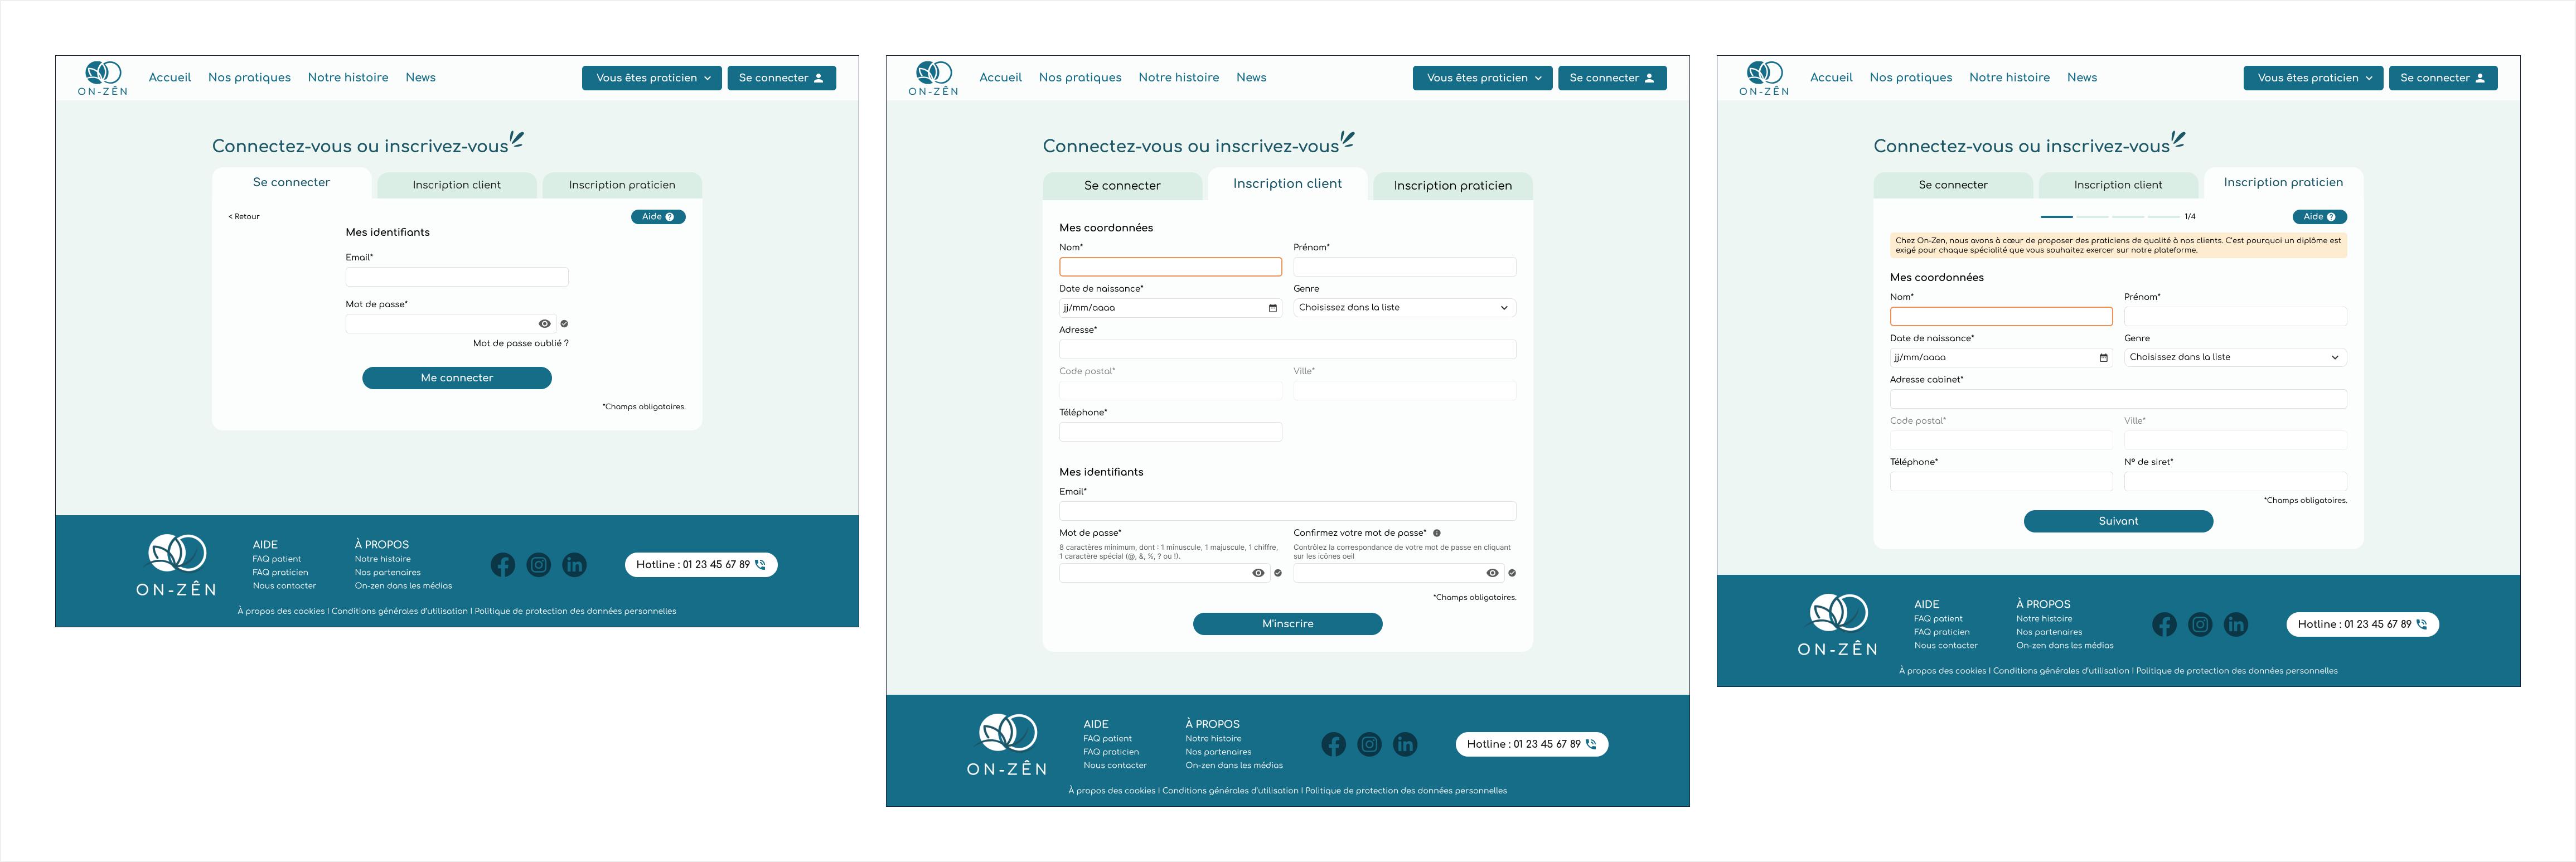 ON-ZÊN
Accueil Nos pratiques Notre histoire News
Vous êtes praticien Se connecter
Connectez-vous ou inscrivez-vous
Se connecter Inscription client Inscription praticien
< Retour
Aide
Mes identifiants
Email*
Mot de passe*
Mot de passe oublié ?
Me connecter
*Champs obligatoires.
ON-ZÊN
AIDE
FAQ patient
FAQ praticien
Nous contacter
À PROPOS
Notre histoire
Nos partenaires
On-zen dans les médias
Hotline : 01 23 45 67 89
À propos des cookies I Conditions générales d'utilisation I Politique de protection des données personnelles
ON-ZÊN
Accueil Nos pratiques Notre histoire News
Vous êtes praticien Se connecter
Connectez-vous ou inscrivez-vous
Se connecter Inscription client Inscription praticien
Mes coordonnées
Nom* Prénom*
Date de naissance* Genre
jj/mm/aaaa Choisissez dans la liste
Adresse*
Code postal* Ville*
Téléphone*
Mes identifiants
Email*
Mot de passe* Confirmez votre mot de passe*
8 caractères minimum, dont : 1 minuscule, 1 majuscule, 1 chiffre,
1 caractère spécial (@, &, %, ? ou !).
Contrôlez la correspondance de votre mot de passe en cliquant
sur les icônes oeil
*Champs obligatoires.
M'inscrire
ON-ZÊN
AIDE
FAQ patient
FAQ praticien
Nous contacter
À PROPOS
Notre histoire
Nos partenaires
On-zen dans les médias
Hotline : 01 23 45 67 89
À propos des cookies I Conditions générales d'utilisation I Politique de protection des données personnelles
ON-ZÊN
Accueil Nos pratiques Notre histoire News
Vous êtes praticien Se connecter
Connectez-vous ou inscrivez-vous
Se connecter Inscription client Inscription praticien
1/4
Aide
Chez On-Zen, nous avons à cœur de proposer des praticiens de qualité à nos clients. C'est pourquoi un diplôme est
exigé pour chaque spécialité que vous souhaitez exercer sur notre plateforme.
Mes coordonnées
Nom* Prénom*
Date de naissance* Genre
jj/mm/aaaa Choisissez dans la liste
Adresse cabinet*
Code postal* Ville*
Téléphone* N° de siret*
*Champs obligatoires.
Suivant
ON-ZÊN
AIDE
FAQ patient
FAQ praticien
Nous contacter
À PROPOS
Notre histoire
Nos partenaires
On-zen dans les médias
Hotline : 01 23 45 67 89
À propos des cookies I Conditions générales d'utilisation I Politique de protection des données personnelles